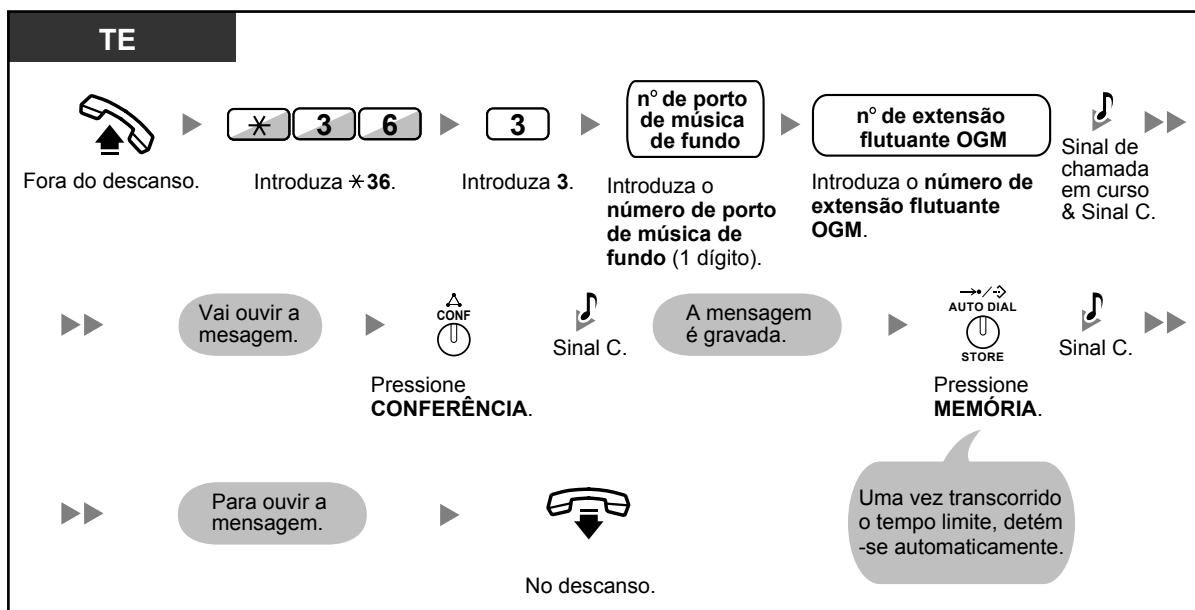 TE
✳ 3 6
3
n° de porto
de música
de fundo
n° de extensão
flutuante OGM
Fora do descanso.
Introduza ✳36.
Introduza 3.
Introduza o
número de porto
de música de
fundo (1 dígito).
Introduza o número de
extensão flutuante
OGM.
Sinal de
chamada
em curso
& Sinal C.
Vai ouvir a
mesagem.
CONF
Pressione
CONFERÊNCIA.
Sinal C.
A mensagem
é gravada.
AUTO DIAL
STORE
Pressione
MEMÓRIA.
Sinal C.
Uma vez transcorrido
o tempo limite, detém
-se automaticamente.
Para ouvir a
mensagem.
No descanso.